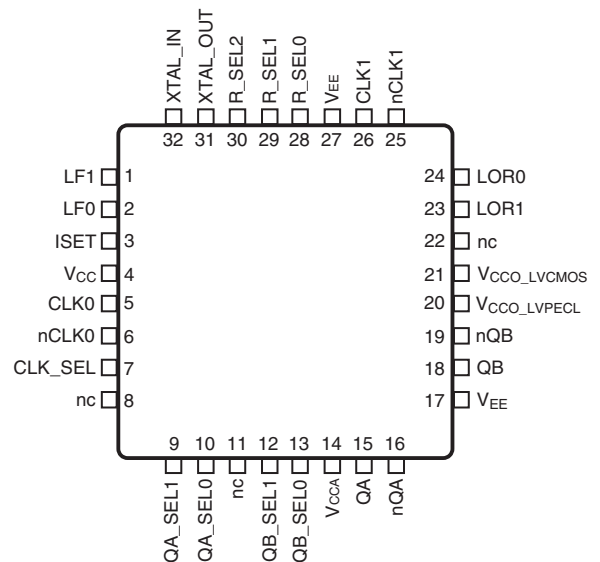 XTAL_IN
XTAL_OUT
R_SEL2
R_SEL1
R_SEL0
VEE
CLK1
nCLK1
32 31 30 29 28 27 26 25
LF1 1
LF0 2
ISET 3
VCC 4
CLK0 5
nCLK0 6
CLK_SEL 7
nc 8
24 LOR0
23 LOR1
22 nc
21 VCCO_LVCMOS
20 VCCO_LVPECL
19 nQB
18 QB
17 VEE
9 10 11 12 13 14 15 16
QA_SEL1
QA_SEL0
nc
QB_SEL1
QB_SEL0
VCCA
QA
nQA